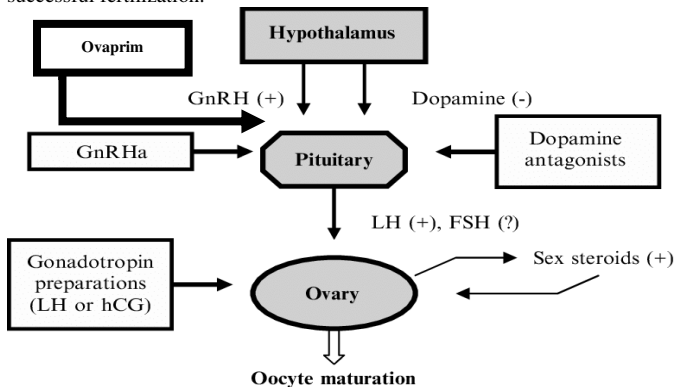 successful fertilization.
Hypothalamus
Ovaprim
GnRH (+)
Dopamine (-)
GnRHa
Pituitary
Dopamine
antagonists
LH (+), FSH (?)
Gonadotropin
preparations
(LH or hCG)
Ovary
Sex steroids (+)
Oocyte maturation